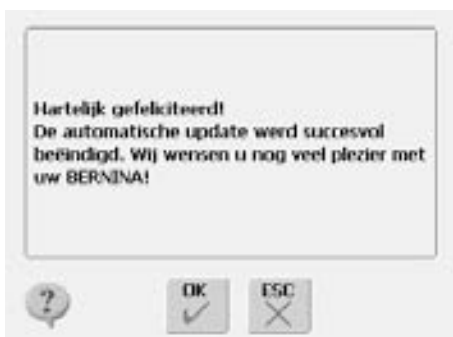 Hartelijk gefeliciteerd!
De automatische update werd succesvol
beëindigd. Wij wensen u nog veel plezier met
uw BERNINA!
?
OK ESC